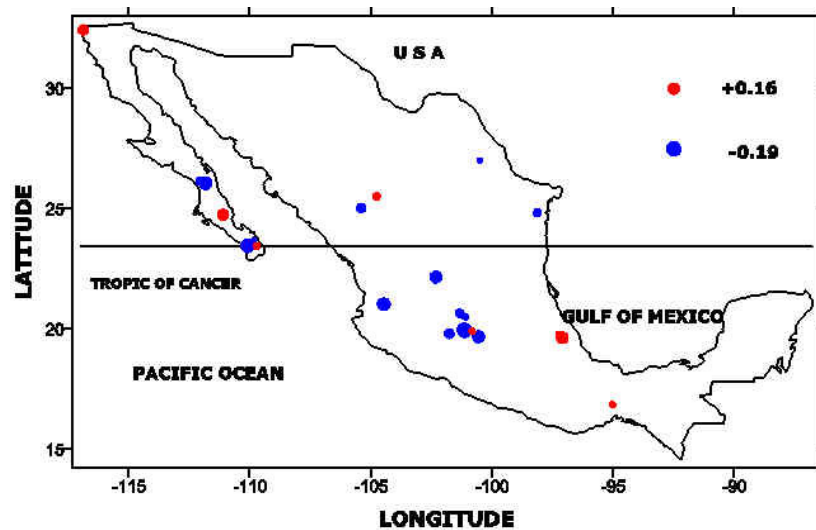 U S A
30
+0.16
-0.19
25
LATITUDE
TROPIC OF CANCER
GULF OF MEXICO
20
PACIFIC OCEAN
15
-115 -110 -105 -100 -95 -90
LONGITUDE